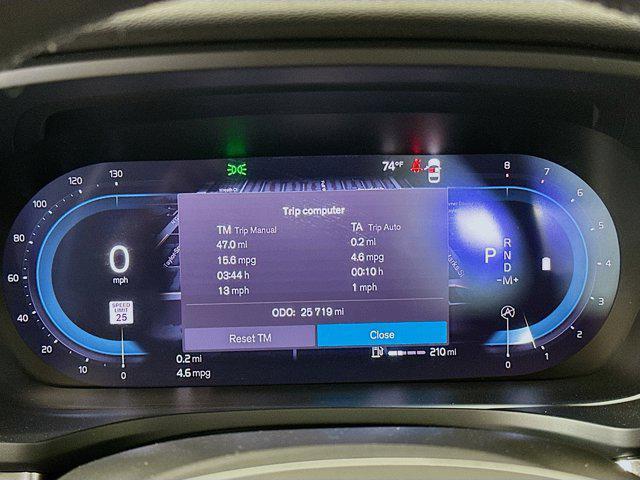 74°F
130
120
100
80
60
40
20
10
0
0
mph
SPEED
LIMIT
25
Trip computer
TM Trip Manual
47.0 mi
15.6 mpg
03:44 h
13 mph
TA Trip Auto
0.2 mi
4.6 mpg
00:10 h
1 mph
ODO: 25 719 mi
Reset TM
Close
0.2 mi
4.6 mpg
210 mi
P
R
N
D
-M+
8
7
6
5
4
3
2
1
0